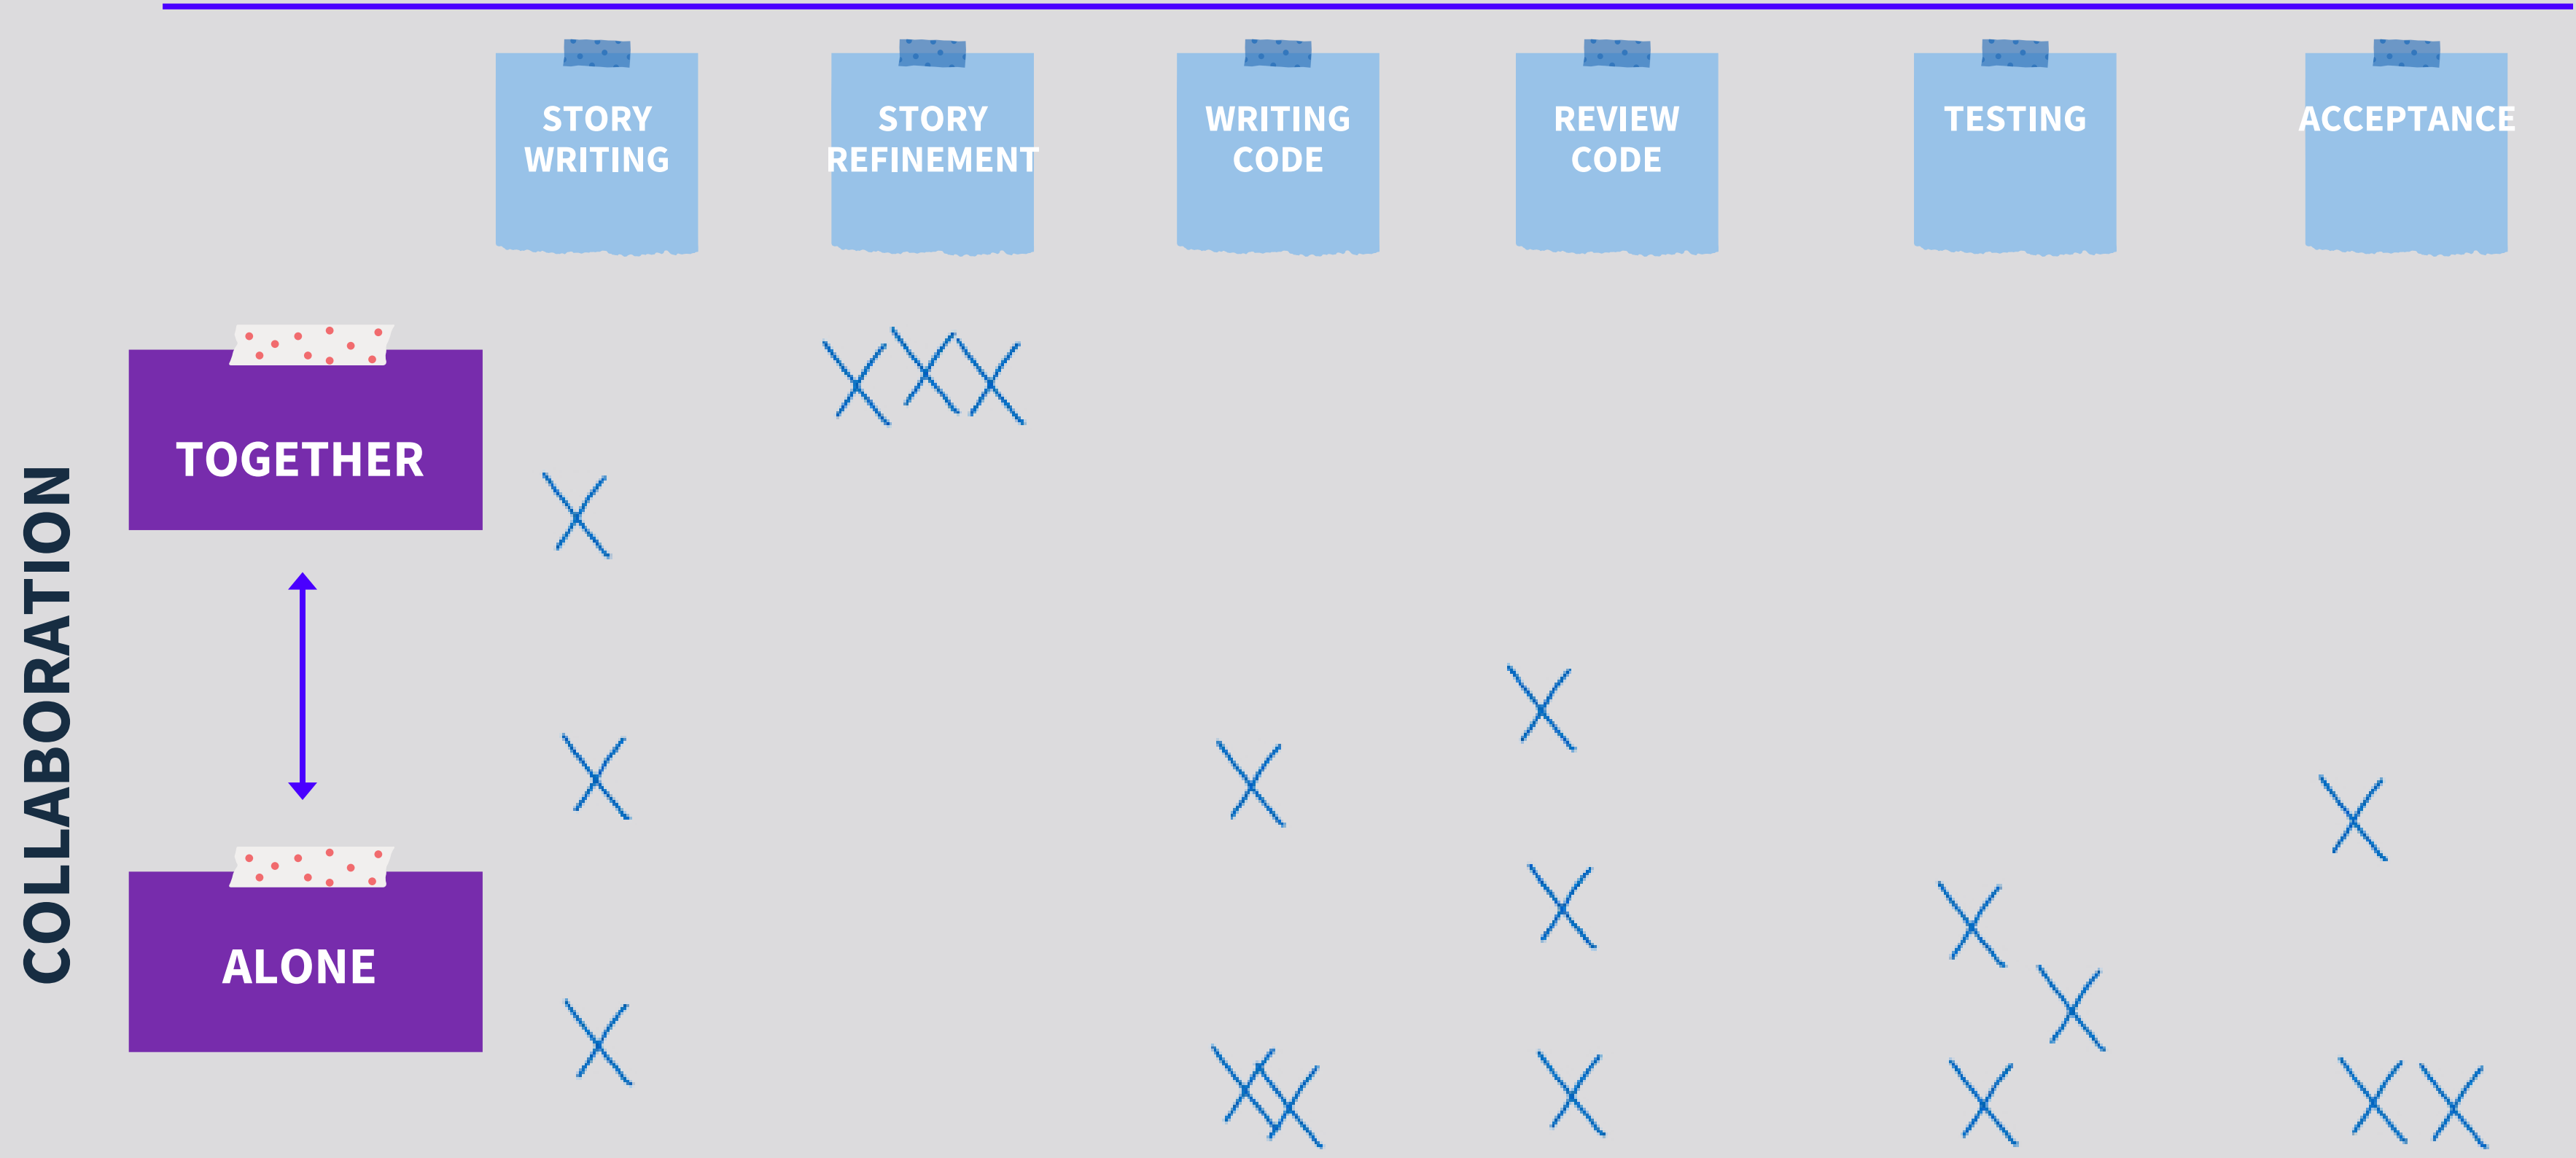 STORY
WRITING
STORY
REFINEMENT
WRITING
CODE
REVIEW
CODE
TESTING
ACCEPTANCE
COLLABORATION
TOGETHER
ALONE